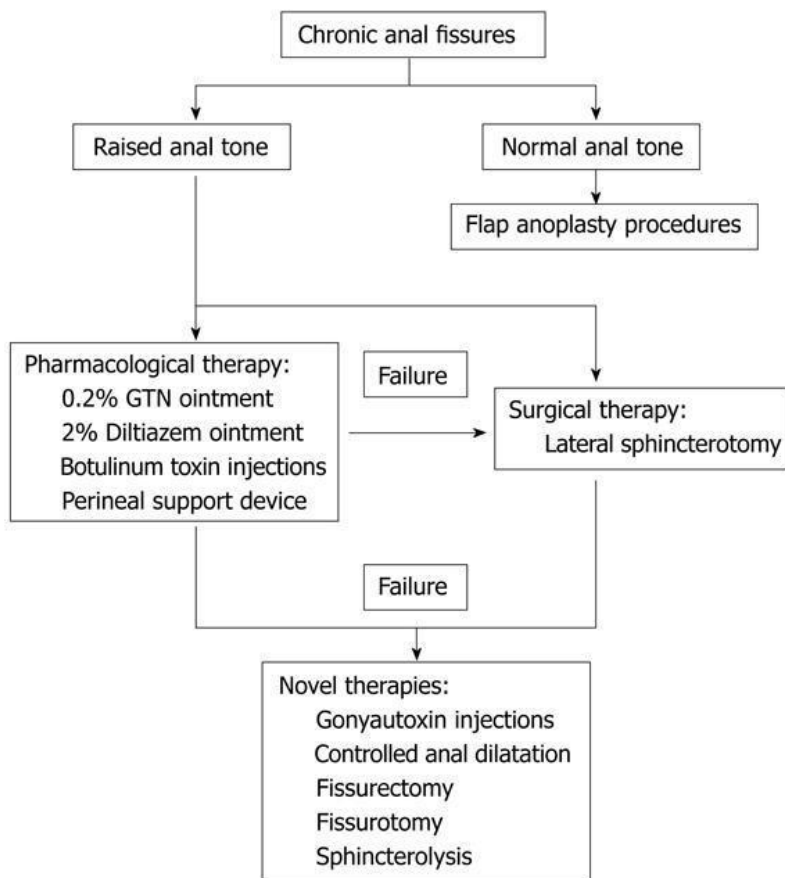 Chronic anal fissures
Raised anal tone
Normal anal tone
Flap anoplasty procedures
Pharmacological therapy:
0.2% GTN ointment
2% Diltiazem ointment
Botulinum toxin injections
Perineal support device
Failure
Surgical therapy:
Lateral sphincterotomy
Failure
Novel therapies:
Gonyautoxin injections
Controlled anal dilatation
Fissurectomy
Fissurotomy
Sphincterolysis